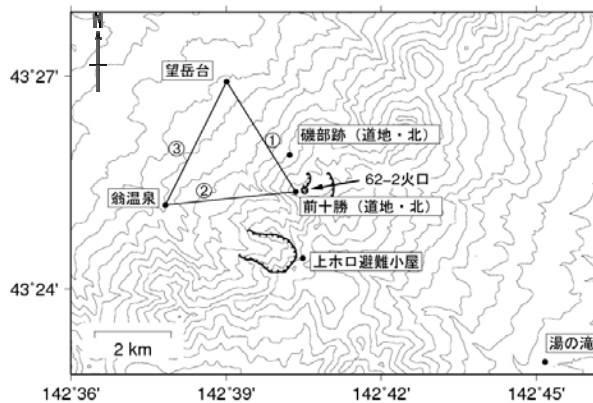 N
43°27'
望岳台
磯部跡（道地・北）
①
③
62-2火口
②
翁温泉
前十勝（道地・北）
上ホロ避難小屋
43°24'
2 km
湯の滝
142°36'
142°39'
142°42'
142°45'